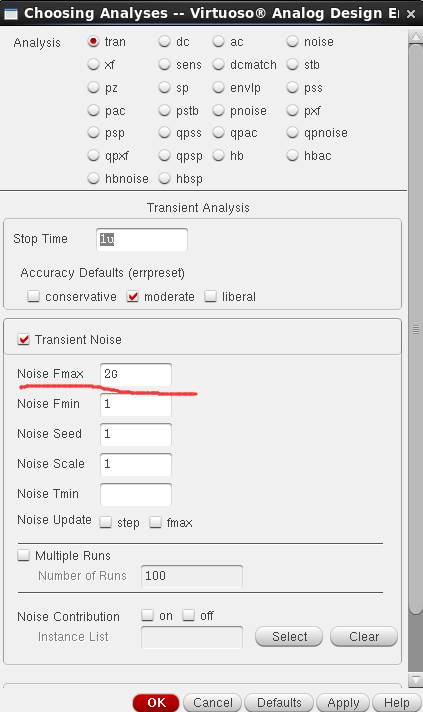 Choosing Analyses -- Virtuoso® Analog Design E
Analysis tran dc ac noise
xf sens dcmatch stb
pz sp envlp pss
pac pstb pnoise pxf
psp qpss qpac qpnoise
qpxf qpsp hb hbac
hbnoise hbsp
Transient Analysis
Stop Time 1u
Accuracy Defaults (errpreset)
conservative moderate liberal
Transient Noise
Noise Fmax 2G
Noise Fmin 1
Noise Seed 1
Noise Scale 1
Noise Tmin
Noise Update step fmax
Multiple Runs
Number of Runs 100
Noise Contribution on off
Instance List Select Clear
OK Cancel Defaults Apply Help